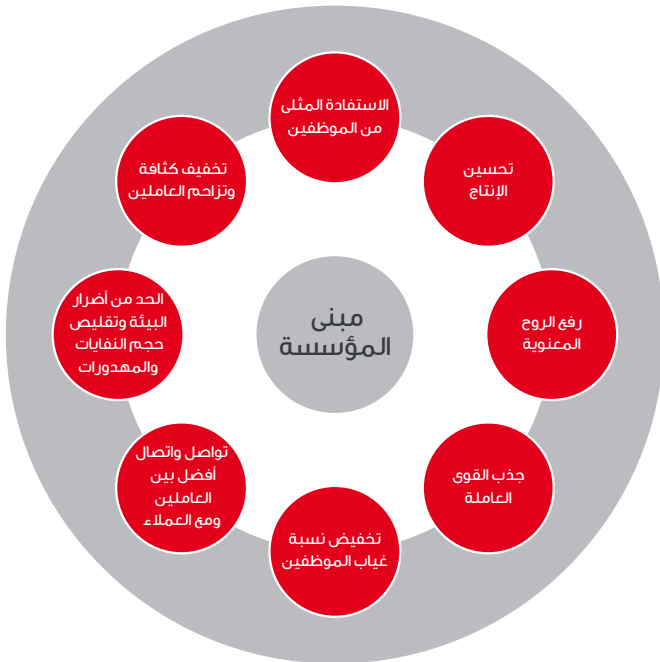 الاستفادة المثلى
من الموظفين
تحسين
الإنتاج
رفع الروح
المعنوية
جذب القوى
العاملة
تخفيض نسبة
غياب الموظفين
تواصل واتصال
أفضل بين
العاملين
ومع العملاء
الحد من أضرار
البيئة وتقليص
حجم النفايات
والمهدورات
تخفيف كثافة
وتزاحم العاملين
مبنى
المؤسسة